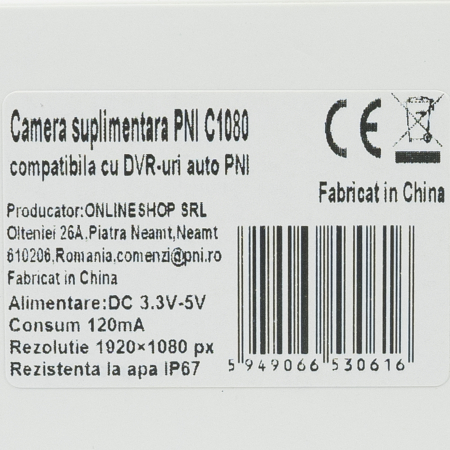 Camera suplimentara PNI C1080
compatibila cu DVR-uri auto PNI
CE
Fabricat in China
Producator:ONLINESHOP SRL
Olteniei 26A,Piatra Neamt,Neamt
610206,Romania.comenzi@pni.ro
Fabricat in China
Alimentare:DC 3.3V-5V
Consum 120mA
Rezolutie 1920×1080 px
Rezistenta la apa IP67
5 949066 530616